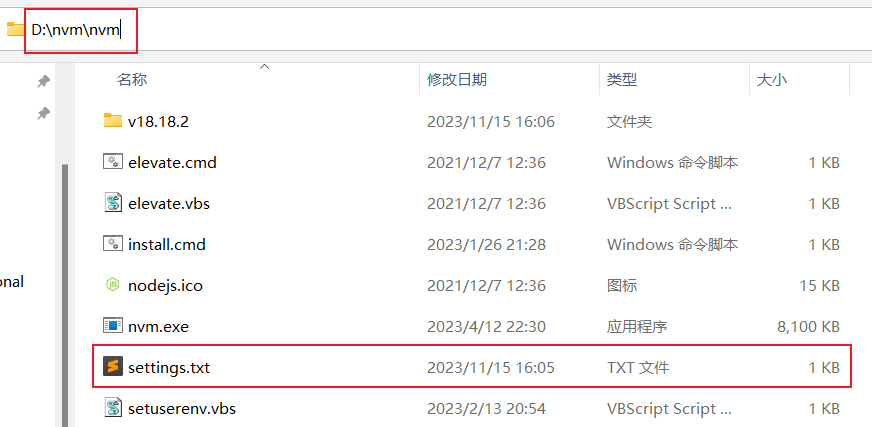 D:\nvm\nvm
名称 修改日期 类型 大小
v18.18.2 2023/11/15 16:06 文件夹
elevate.cmd 2021/12/7 12:36 Windows 命令脚本 1 KB
elevate.vbs 2021/12/7 12:36 VBScript Script ... 1 KB
install.cmd 2023/1/26 21:28 Windows 命令脚本 1 KB
onal
nodejs.ico 2021/12/7 12:36 图标 15 KB
nvm.exe 2023/4/12 22:30 应用程序 8,100 KB
settings.txt 2023/11/15 16:05 TXT 文件 1 KB
setuserenv.vbs 2023/2/13 20:54 VBScript Script ... 1 KB